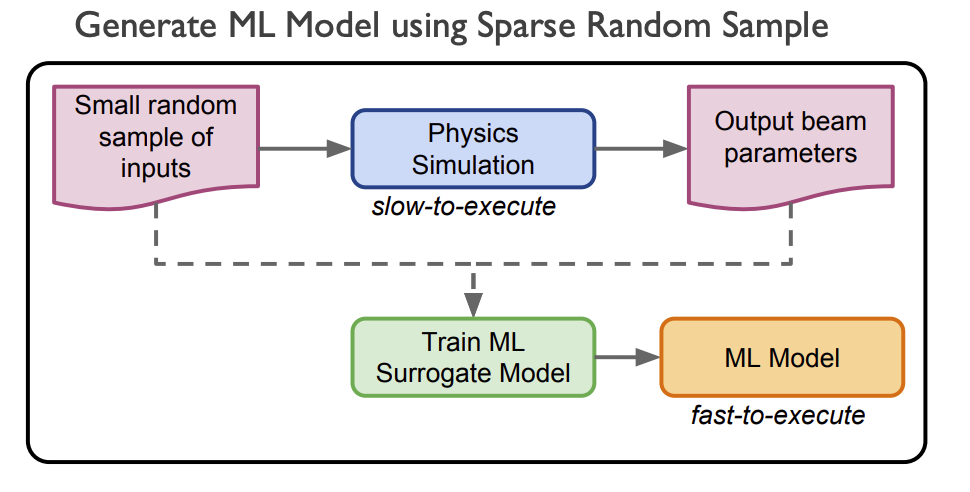 Generate ML Model using Sparse Random Sample
Small random
sample of
inputs
Physics
Simulation
slow-to-execute
Output beam
parameters
Train ML
Surrogate Model
ML Model
fast-to-execute